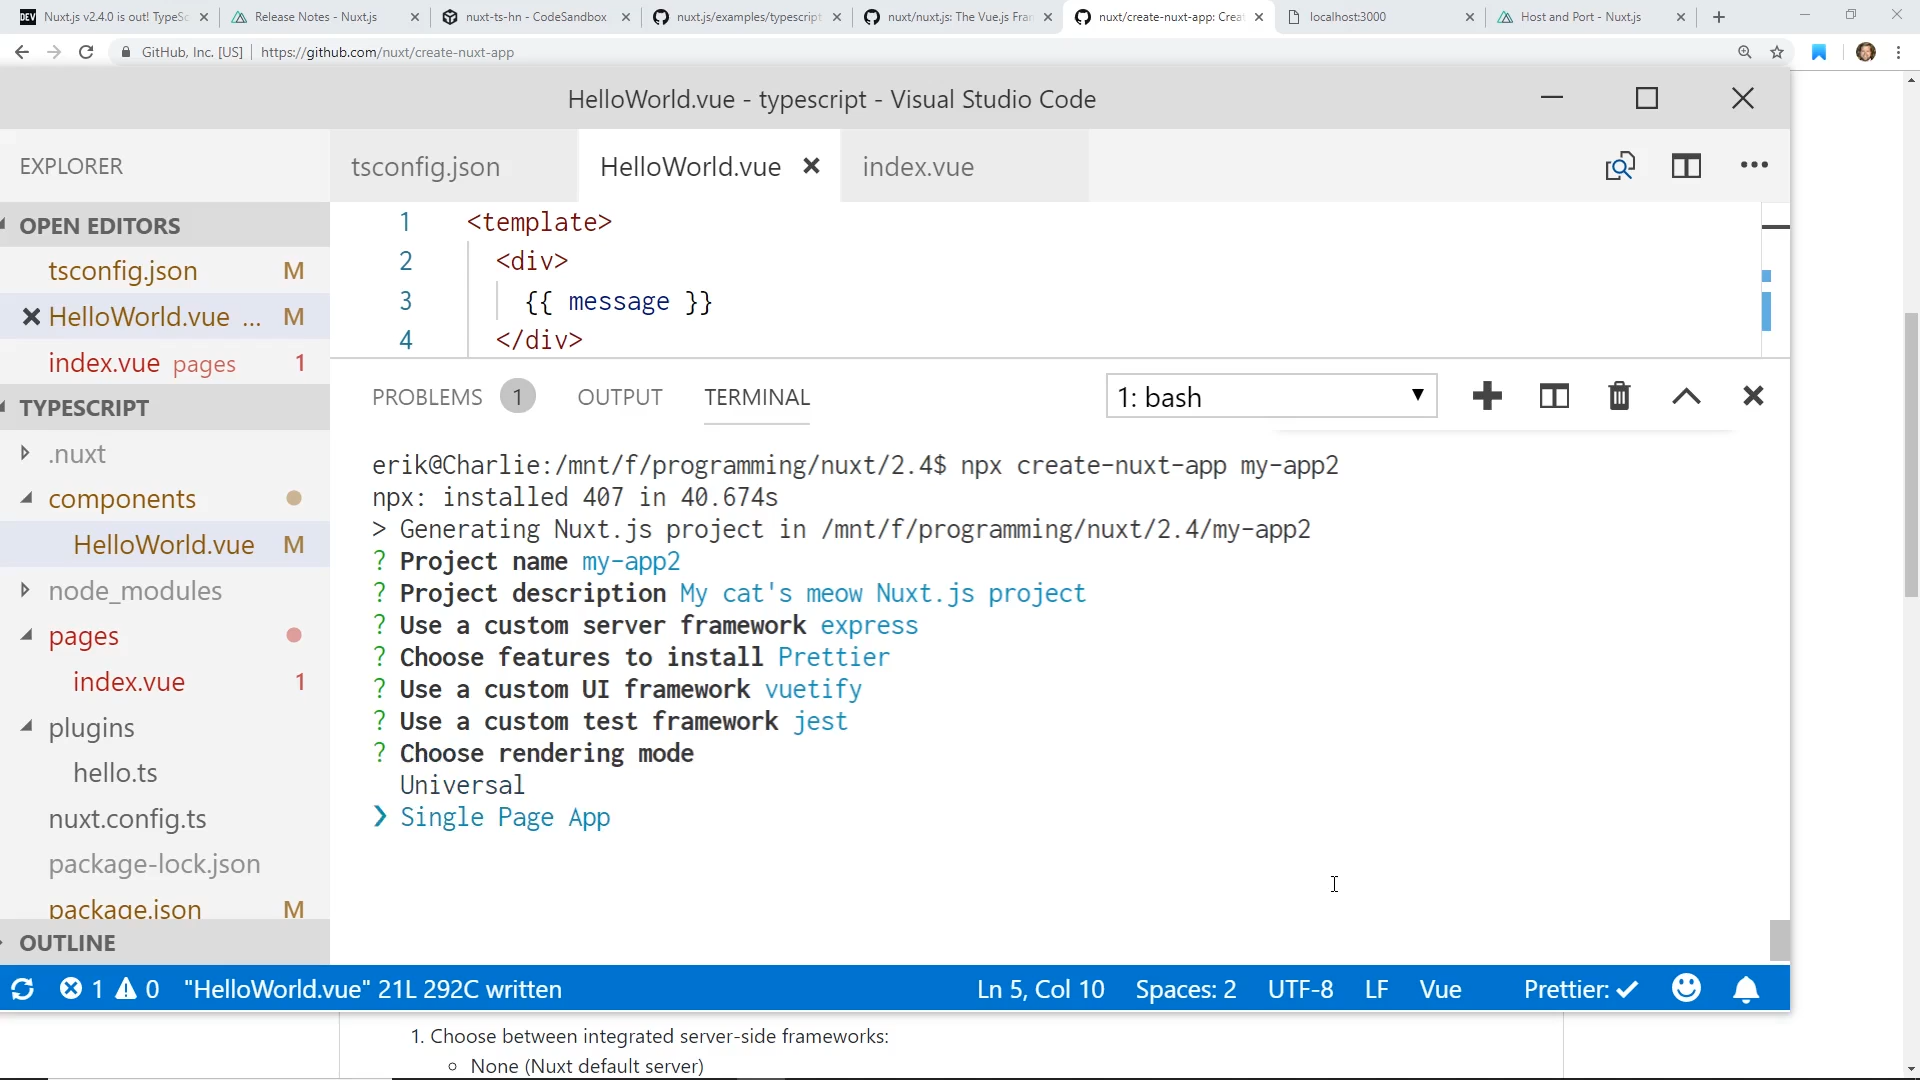 Nuxt.js v2.4.0 is out! TypeSc
Release Notes - Nuxt.js
nuxt-ts-hn - CodeSandbox
nuxt.js/examples/typescript
nuxt/nuxt.js: The Vue.js Fran
nuxt/create-nuxt-app: Creat
localhost:3000
Host and Port - Nuxt.js
GitHub, Inc. [US] | https://github.com/nuxt/create-nuxt-app
HelloWorld.vue - typescript - Visual Studio Code
EXPLORER
tsconfig.json
HelloWorld.vue
index.vue
OPEN EDITORS
tsconfig.json M
HelloWorld.vue ... M
index.vue pages 1
TYPESCRIPT
.nuxt
components
HelloWorld.vue M
node_modules
pages
index.vue 1
plugins
hello.ts
nuxt.config.ts
package-lock.json
package.json M
OUTLINE
1 <template>
2 <div>
3 {{ message }}
4 </div>
PROBLEMS 1 OUTPUT TERMINAL
1: bash
erik@Charlie:/mnt/f/programming/nuxt/2.4$ npx create-nuxt-app my-app2
npx: installed 407 in 40.674s
> Generating Nuxt.js project in /mnt/f/programming/nuxt/2.4/my-app2
? Project name my-app2
? Project description My cat's meow Nuxt.js project
? Use a custom server framework express
? Choose features to install Prettier
? Use a custom UI framework vuetify
? Use a custom test framework jest
? Choose rendering mode
Universal
❯ Single Page App
1 0 "HelloWorld.vue" 21L 292C written
Ln 5, Col 10 Spaces: 2 UTF-8 LF Vue Prettier: ✓
1. Choose between integrated server-side frameworks:
None (Nuxt default server)